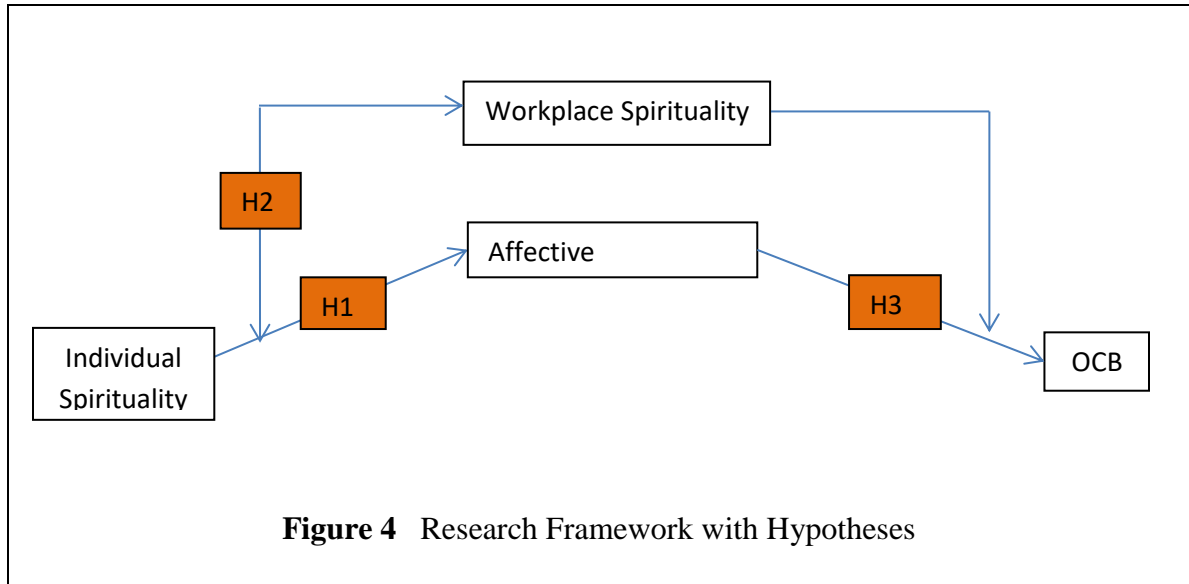 Workplace Spirituality
H2
Affective
H1
H3
Individual
Spirituality
OCB
Figure 4 Research Framework with Hypotheses